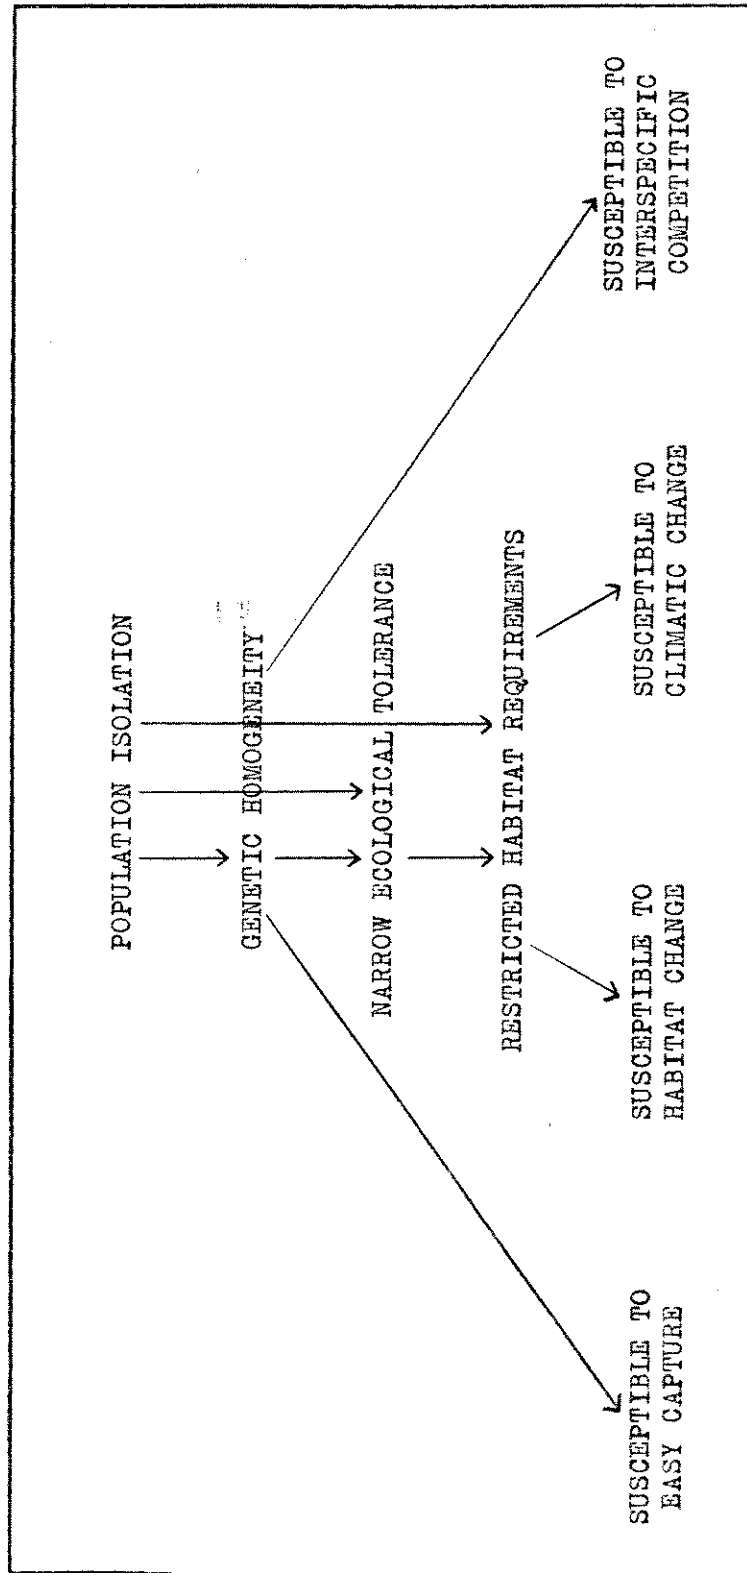 POPULATION ISOLATION
GENETIC HOMOGENEITY
NARROW ECOLOGICAL TOLERANCE
RESTRICTED HABITAT REQUIREMENTS
SUSCEPTIBLE TO
EASY CAPTURE
SUSCEPTIBLE TO
HABITAT CHANGE
SUSCEPTIBLE TO
CLIMATIC CHANGE
SUSCEPTIBLE TO
INTERSPECIFIC
COMPETITION